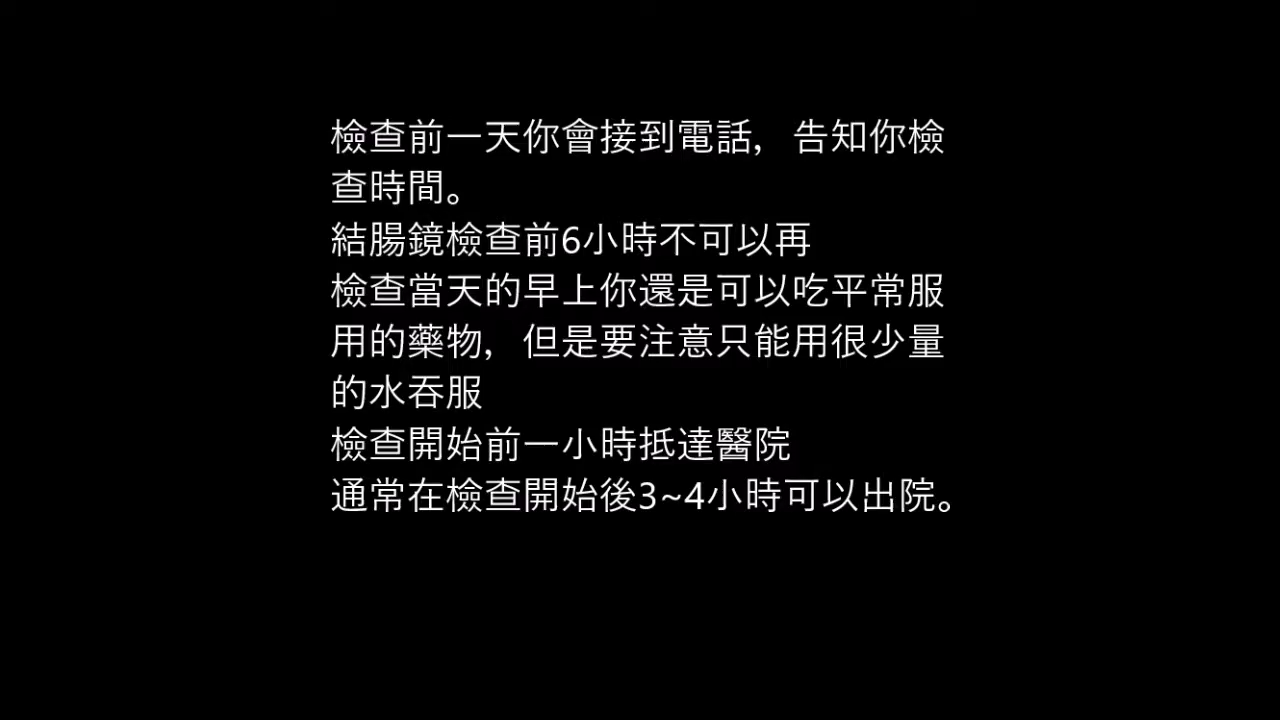 檢查前一天你會接到電話，告知你檢
查時間。
結腸鏡檢查前6小時不可以再
檢查當天的早上你還是可以吃平常服
用的藥物，但是要注意只能用很少量
的水吞服
檢查開始前一小時抵達醫院
通常在檢查開始後3~4小時可以出院。